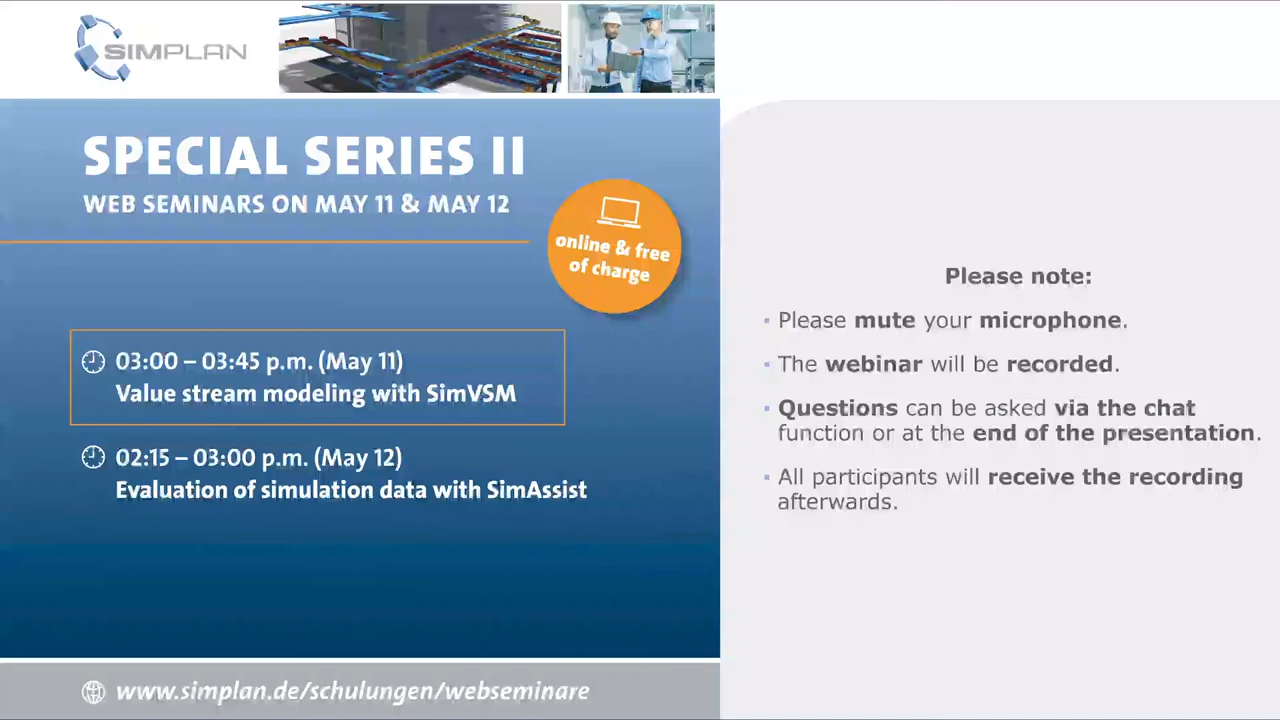 SIMPLAN
SPECIAL SERIES II
WEB SEMINARS ON MAY 11 & MAY 12
online & free
of charge
03:00 – 03:45 p.m. (May 11)
Value stream modeling with SimVSM
02:15 – 03:00 p.m. (May 12)
Evaluation of simulation data with SimAssist
www.simplan.de/schulungen/webseminare
Please note:
▪ Please mute your microphone.
▪ The webinar will be recorded.
▪ Questions can be asked via the chat
function or at the end of the presentation.
▪ All participants will receive the recording
afterwards.